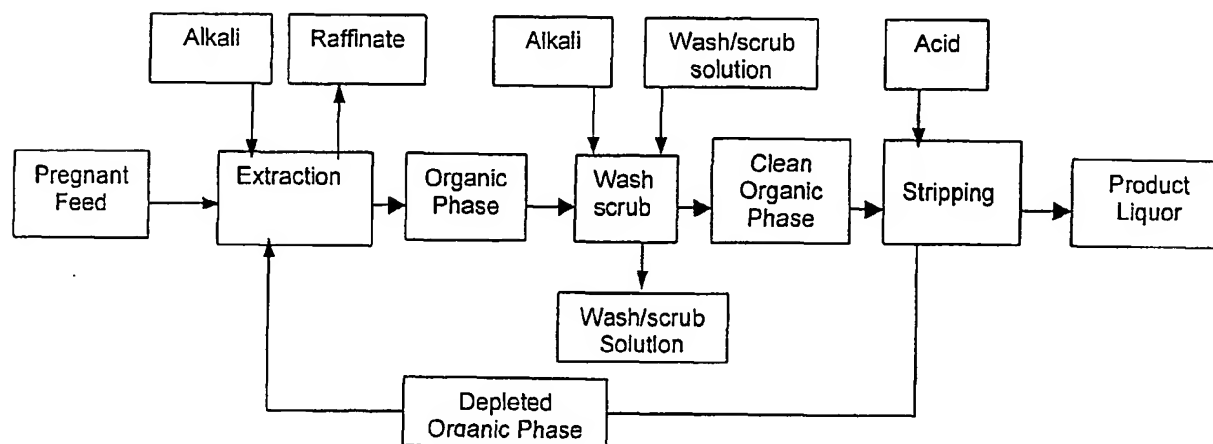 Alkali
Raffinate
Alkali
Wash/scrub
solution
Acid
Pregnant
Feed
Extraction
Organic
Phase
Wash
scrub
Clean
Organic
Phase
Stripping
Product
Liquor
Wash/scrub
Solution
Depleted
Organic Phase